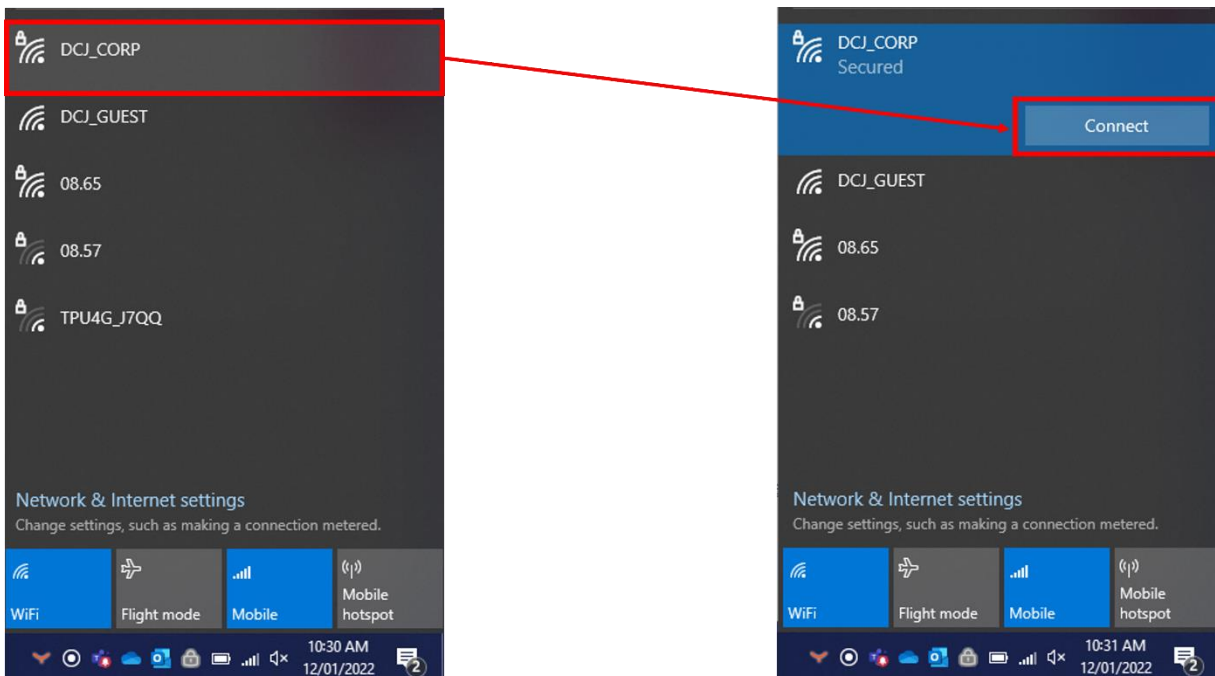 DCJ_CORP
DCJ_GUEST
08.65
08.57
TPU4G_J7QQ
Network & Internet settings
Change settings, such as making a connection metered.
WiFi
Flight mode
Mobile
Mobile
hotspot
10:30 AM
12/01/2022
2
DCJ_CORP
Secured
Connect
DCJ_GUEST
08.65
08.57
Network & Internet settings
Change settings, such as making a connection metered.
WiFi
Flight mode
Mobile
Mobile
hotspot
10:31 AM
12/01/2022
2